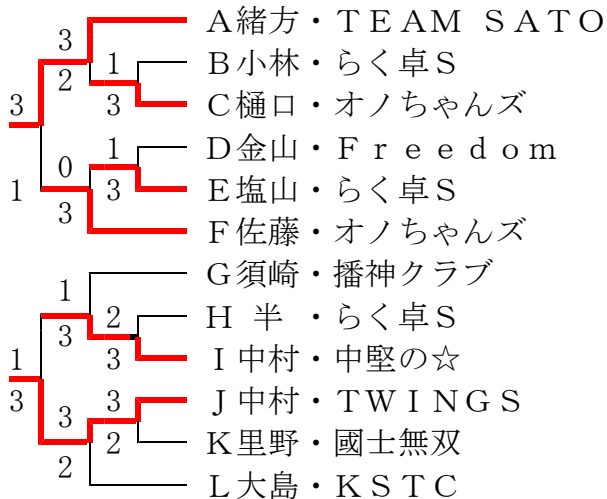 A緒方・TEAM SATO
3
2
1
B小林・らく卓S
3
C樋口・オノちゃんズ
3
1
D金山・Freedom
0
1
3
E塩山・らく卓S
3
F佐藤・オノちゃんズ
G須崎・播神クラブ
1
3
2
H 半 ・らく卓S
3
I中村・中堅の☆
1
3
3
J中村・TWINGS
3
2
K里野・國士無双
2
L大島・KSTC